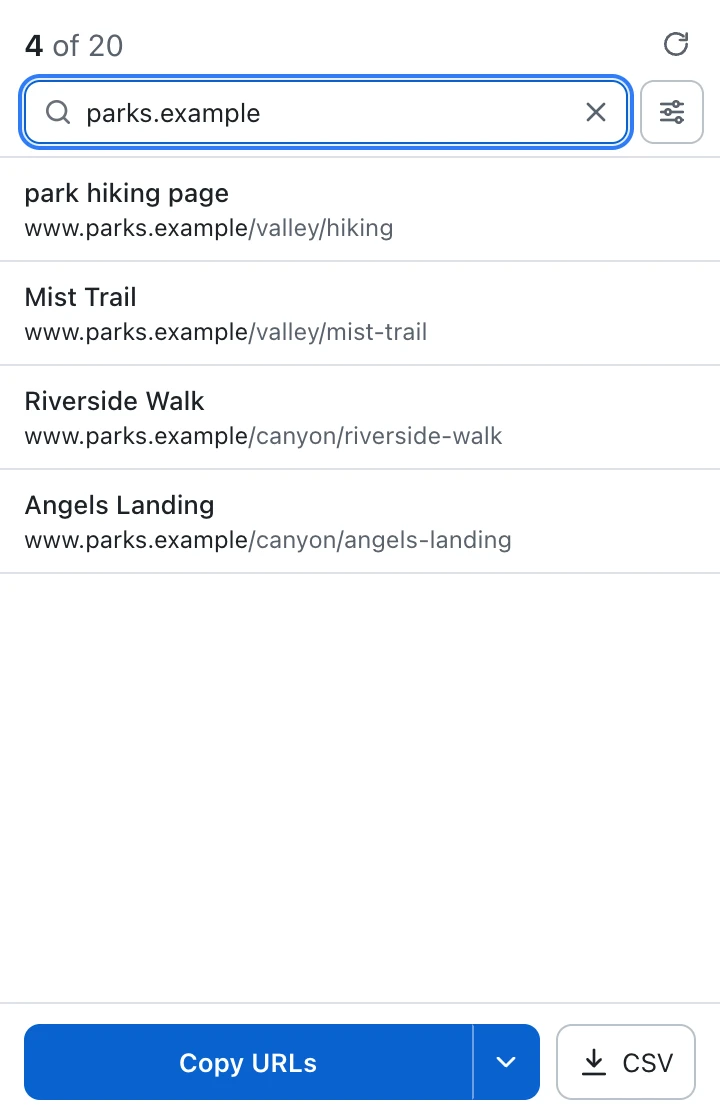 4 of 20
parks.example
park hiking page
www.parks.example/valley/hiking
Mist Trail
www.parks.example/valley/mist-trail
Riverside Walk
www.parks.example/canyon/riverside-walk
Angels Landing
www.parks.example/canyon/angels-landing
Copy URLs
CSV